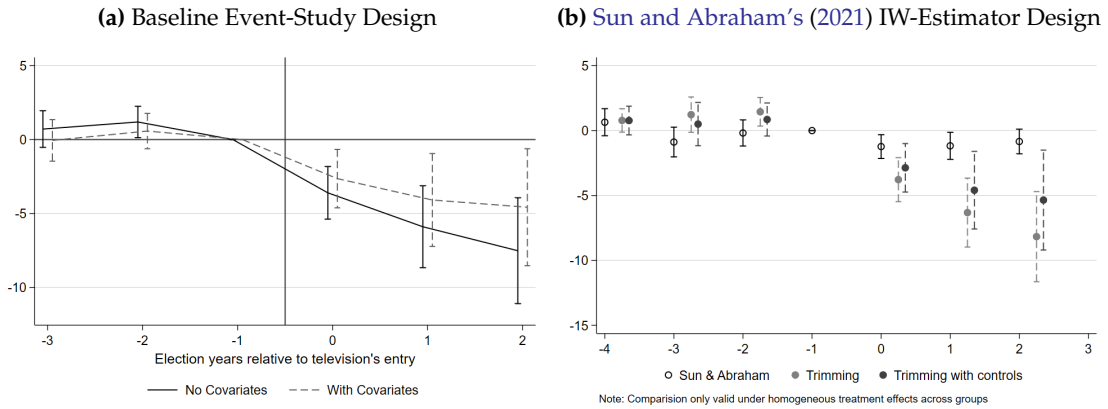 (a) Baseline Event-Study Design
5
0
-5
-10
-3 -2 -1 0 1 2
Election years relative to television's entry
No Covariates With Covariates
(b) Sun and Abraham's (2021) IW-Estimator Design
5
0
-5
-10
-15
-4 -3 -2 -1 0 1 2 3
Sun & Abraham Trimming Trimming with controls
Note: Comparision only valid under homogeneous treatment effects across groups